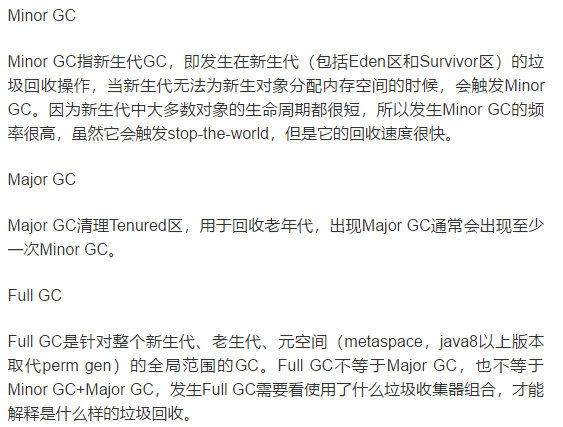 Minor GC
Minor GC指新生代GC，即发生在新生代（包括Eden区和Survivor区）的垃
圾回收操作，当新生代无法为新生对象分配内存空间的时候，会触发Minor
GC。因为新生代中大多数对象的生命周期都很短，所以发生Minor GC的频
率很高，虽然它会触发stop-the-world，但是它的回收速度很快。
Major GC
Major GC清理Tenured区，用于回收老年代，出现Major GC通常会出现至少
一次Minor GC。
Full GC
Full GC是针对整个新生代、老生代、元空间（metaspace，java8以上版本
取代perm gen）的全局范围的GC。Full GC不等于Major GC，也不等于
Minor GC+Major GC，发生Full GC需要看使用了什么垃圾收集器组合，才能
解释是什么样的垃圾回收。